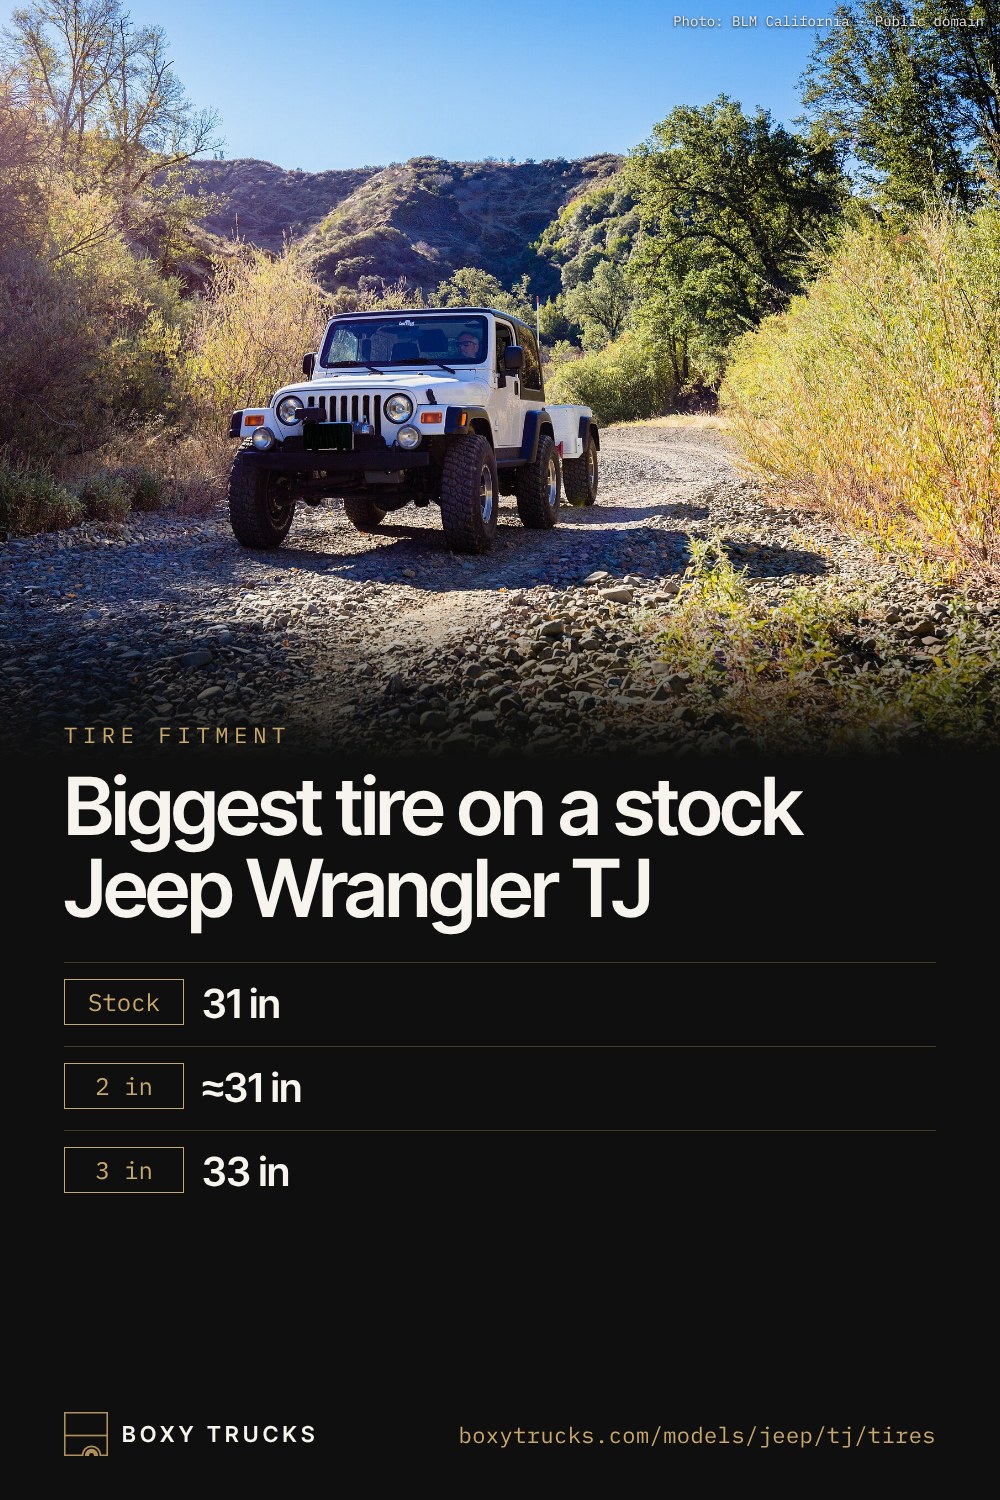 Photo: BLM California · Public domain
TIRE FITMENT
Biggest tire on a stock
Jeep Wrangler TJ
Stock 31 in
2 in ≈31 in
3 in 33 in
BOXY TRUCKS
boxytrucks.com/models/jeep/tj/tires